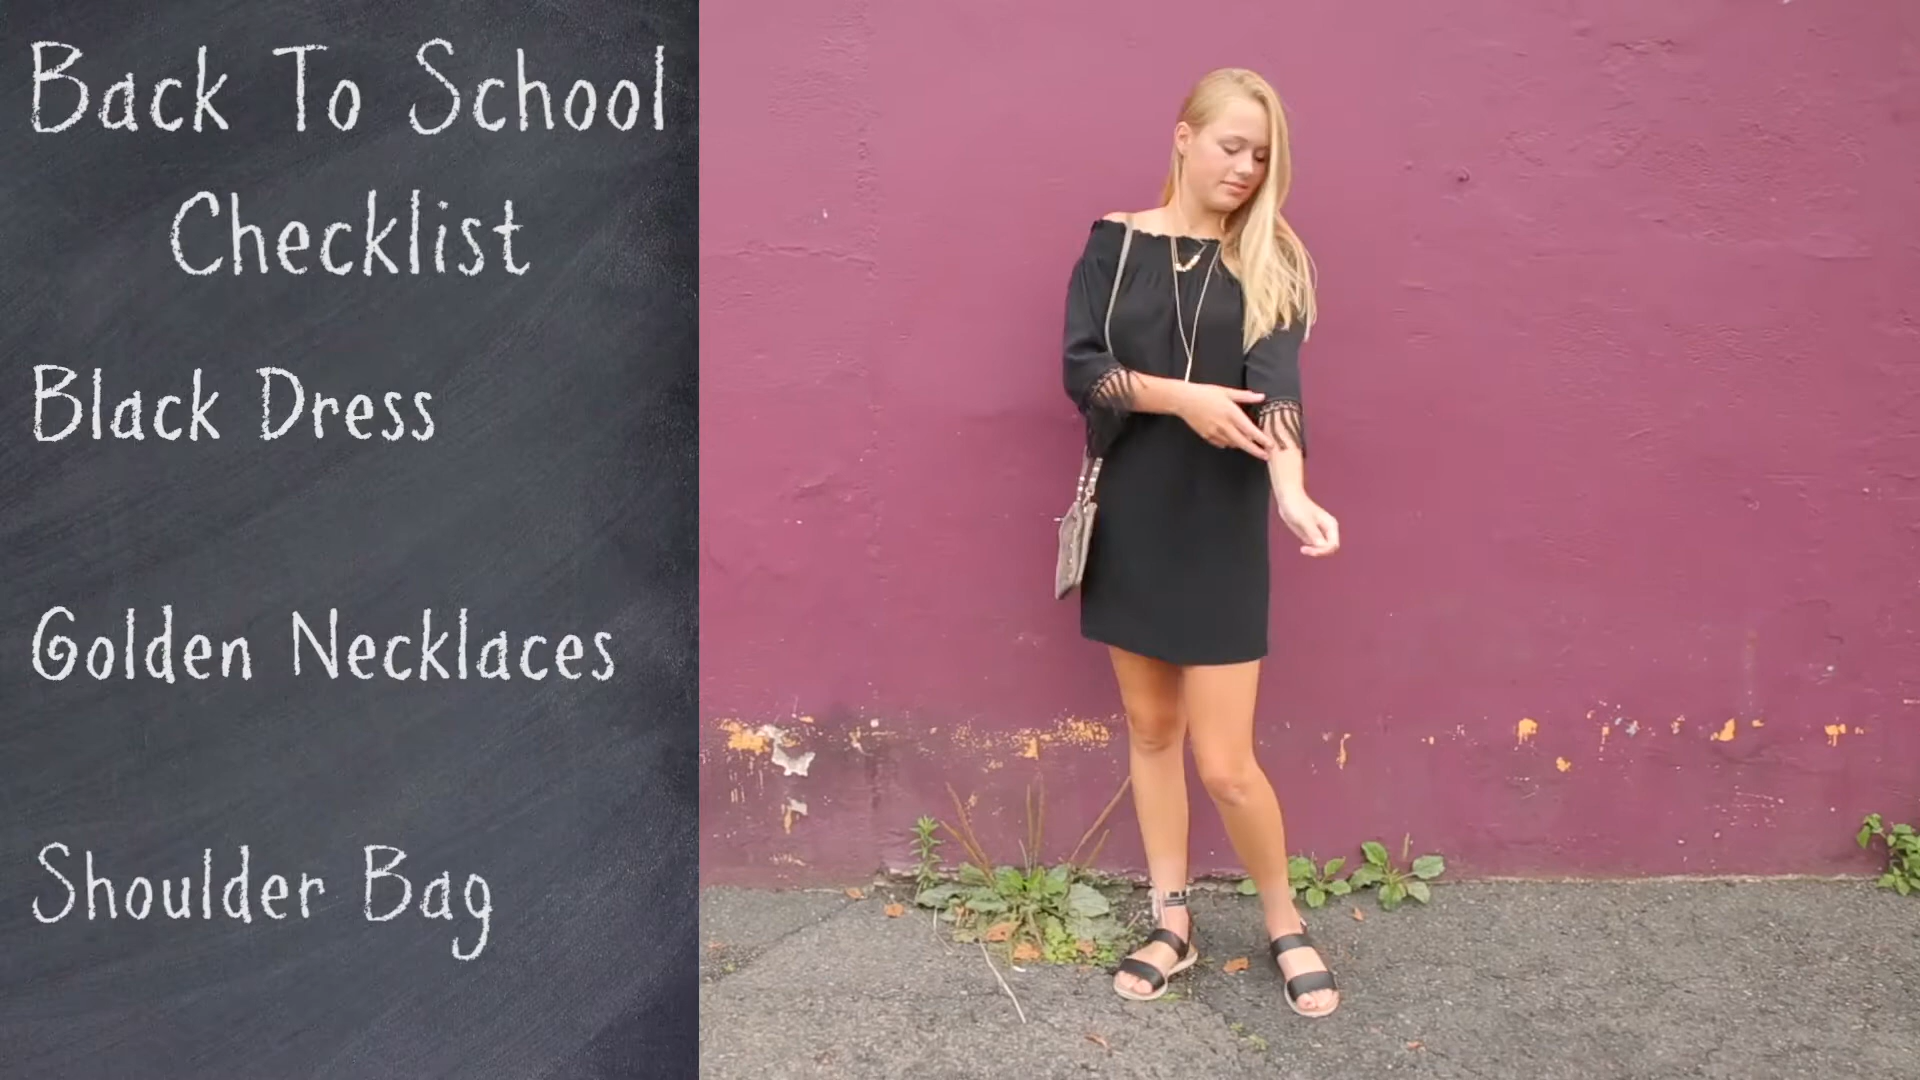 Back To School
Checklist
Black Dress
Golden Necklaces
Shoulder Bag